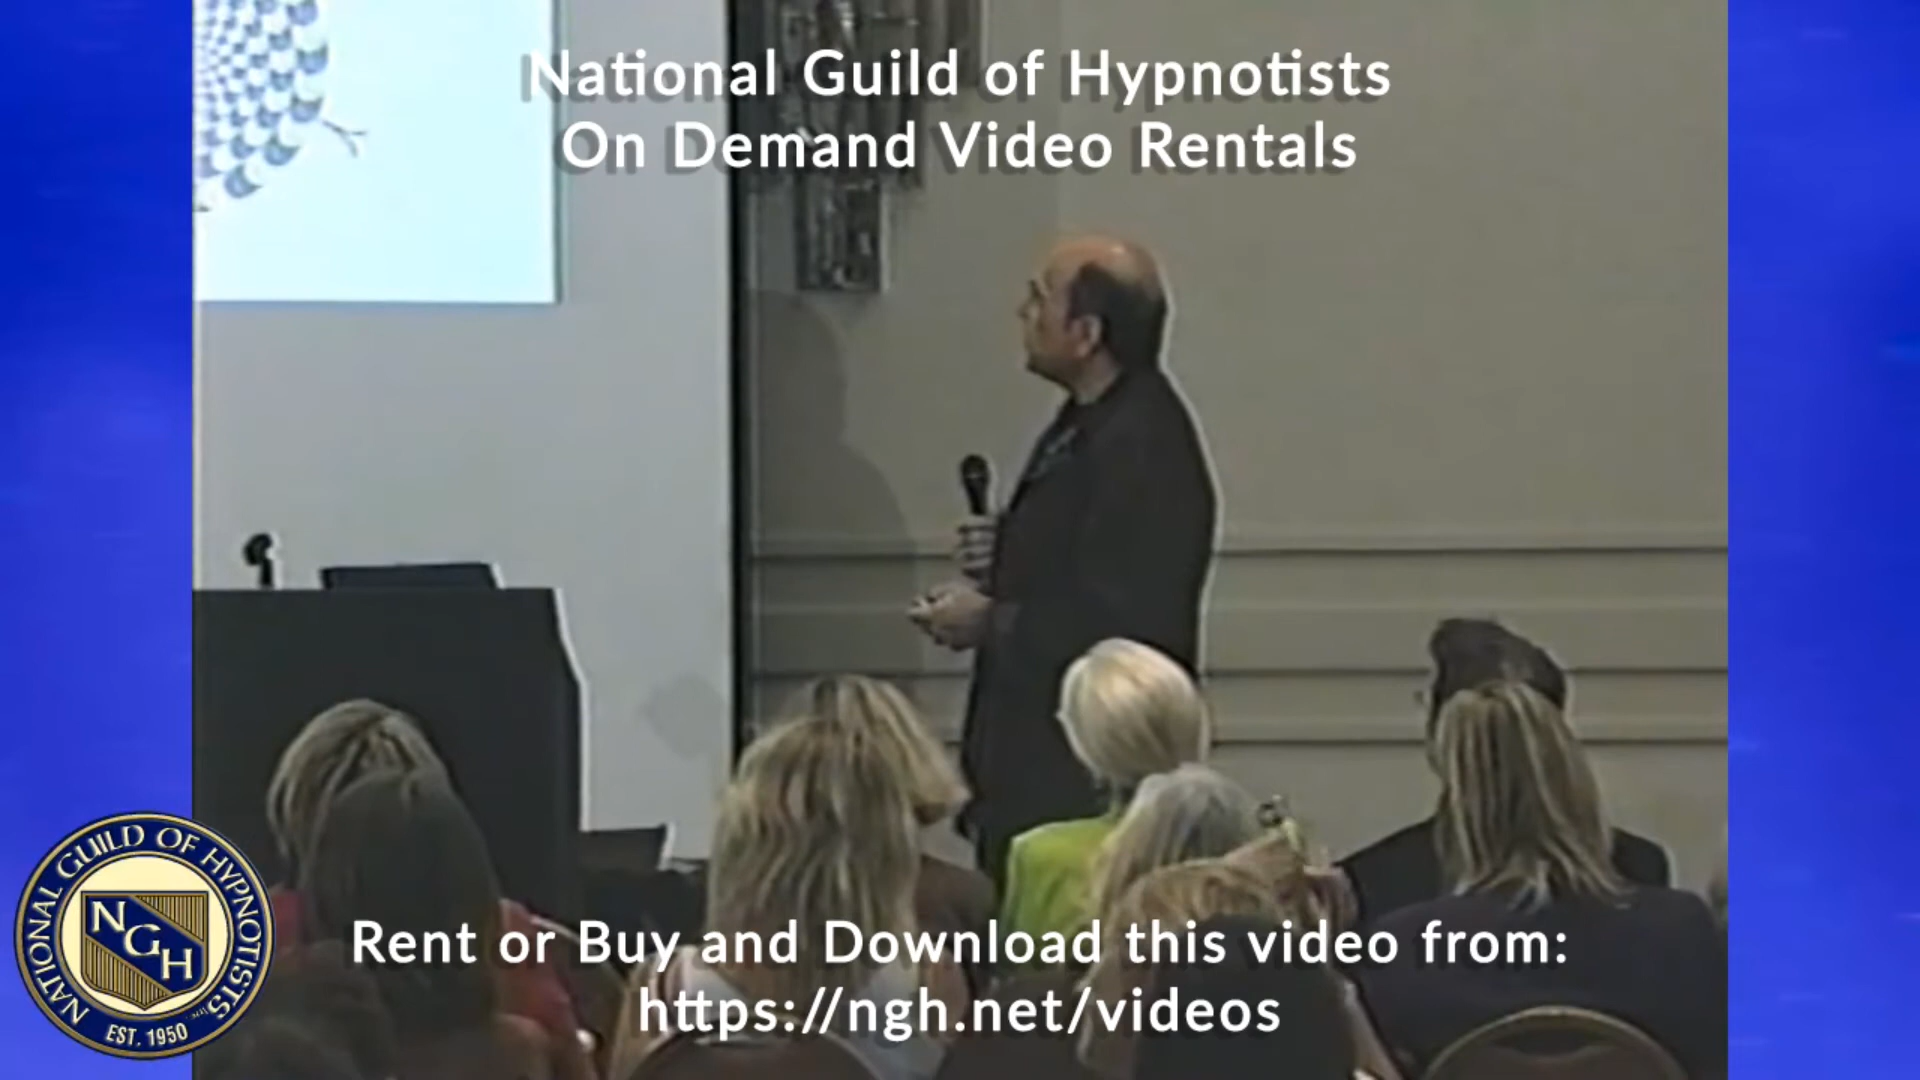 National Guild of Hypnotists
On Demand Video Rentals
Rent or Buy and Download this video from:
https://ngh.net/videos
NATIONAL GUILD OF HYPNOTISTS, inc.
NGH
EST. 1950